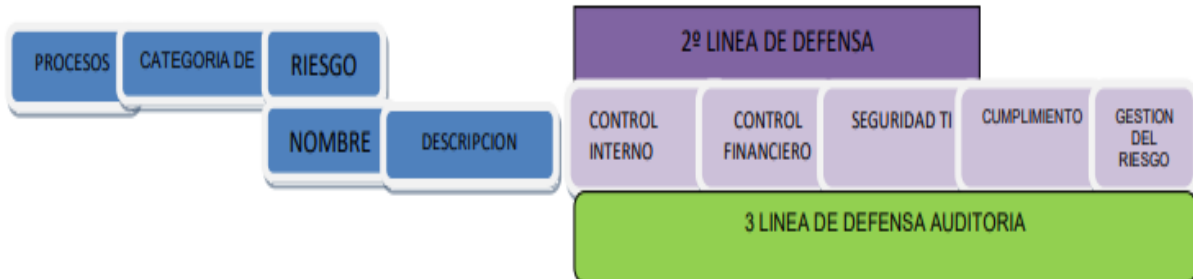 2º LINEA DE DEFENSA
PROCESOS
CATEGORIA DE
RIESGO
NOMBRE
DESCRIPCION
CONTROL
INTERNO
CONTROL
FINANCIERO
SEGURIDAD TI
CUMPLIMIENTO
GESTION
DEL
RIESGO
3 LINEA DE DEFENSA AUDITORIA